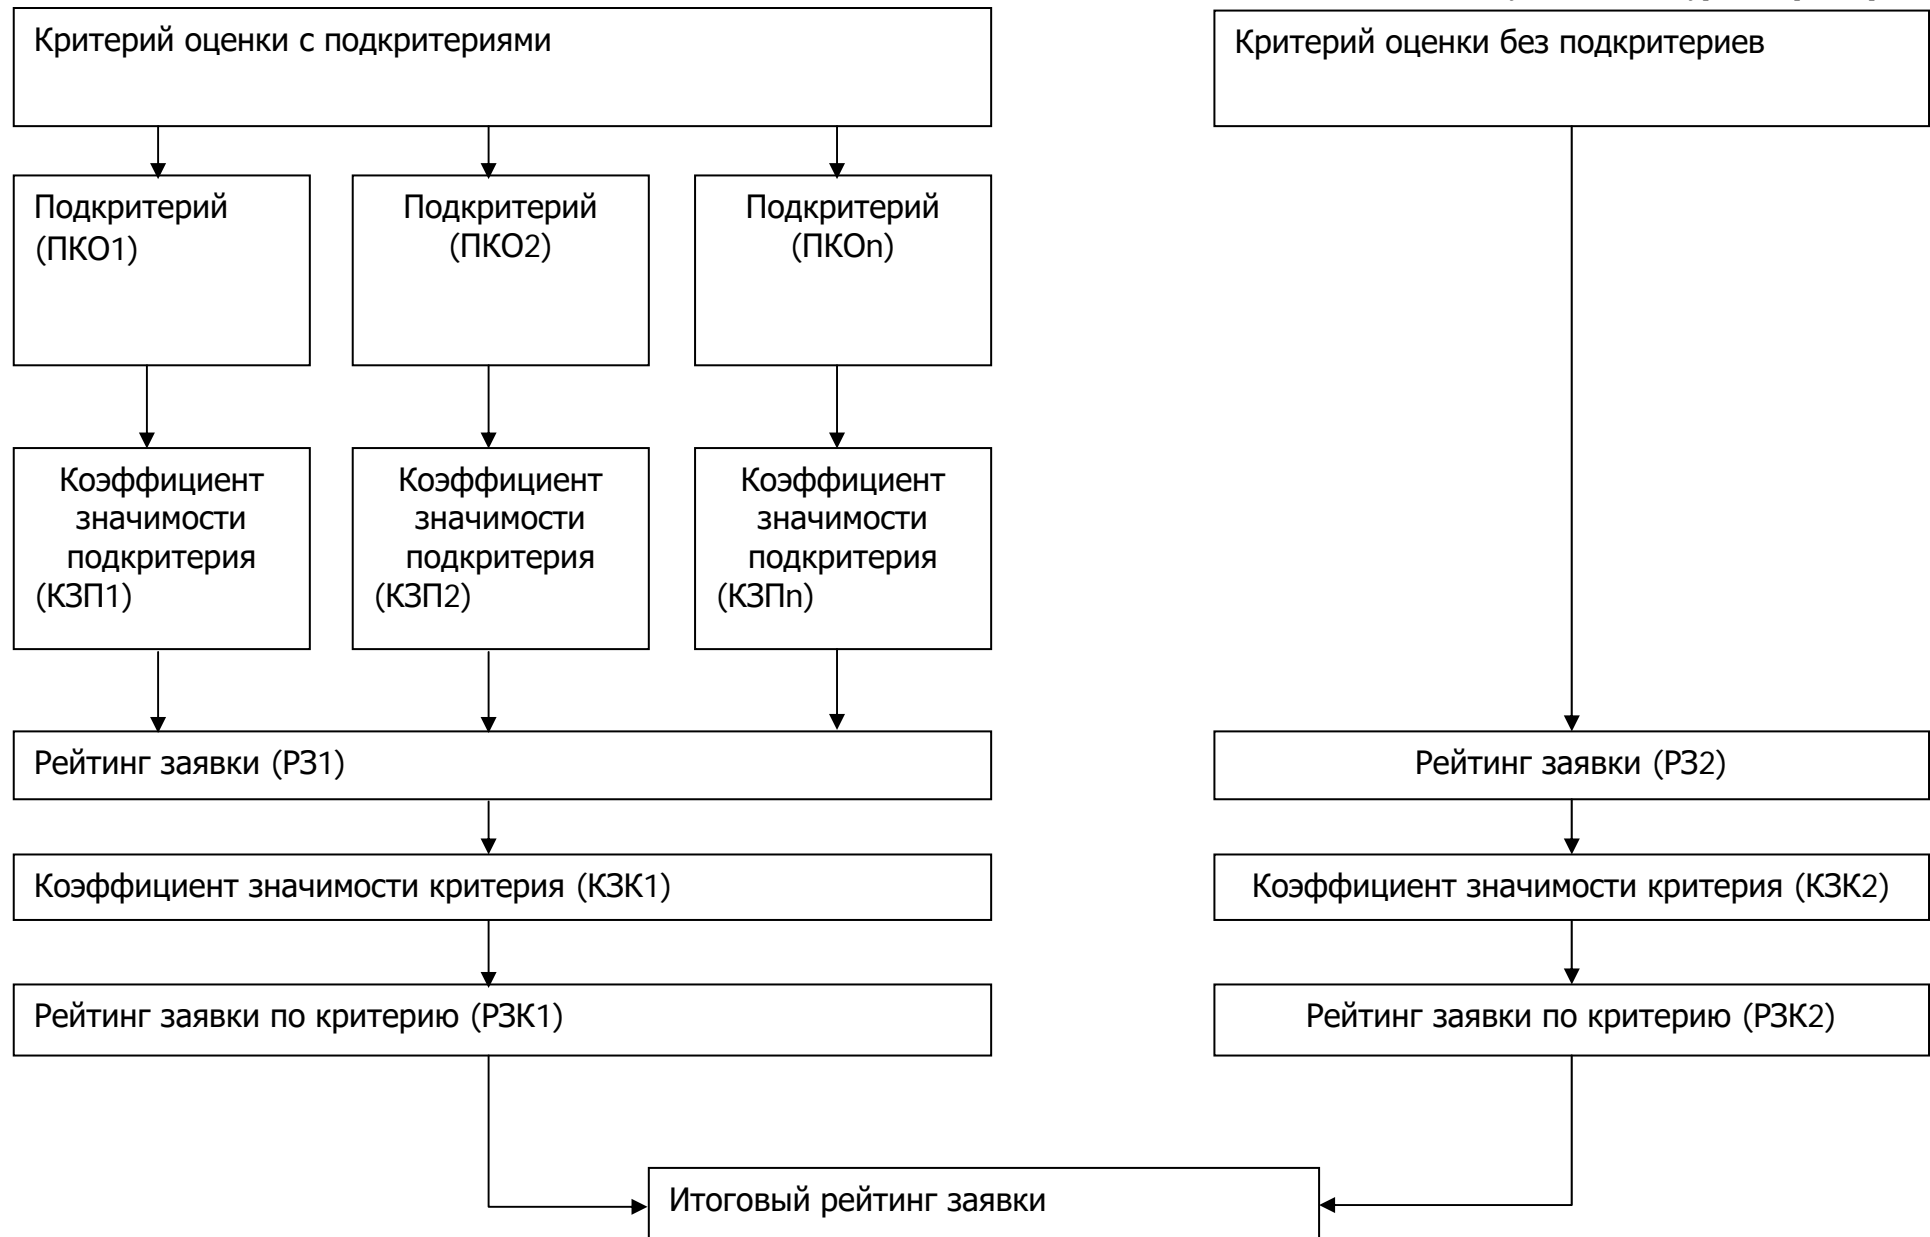 Критерий оценки с подкритериями
Критерий оценки без подкритериев
Подкритерий
(ПКО1)
Подкритерий
(ПКО2)
Подкритерий
(ПКОn)
Коэффициент
значимости
подкритерия
(КЗП1)
Коэффициент
значимости
подкритерия
(КЗП2)
Коэффициент
значимости
подкритерия
(КЗПn)
Рейтинг заявки (РЗ1)
Рейтинг заявки (РЗ2)
Коэффициент значимости критерия (КЗК1)
Коэффициент значимости критерия (КЗК2)
Рейтинг заявки по критерию (РЗК1)
Рейтинг заявки по критерию (РЗК2)
Итоговый рейтинг заявки